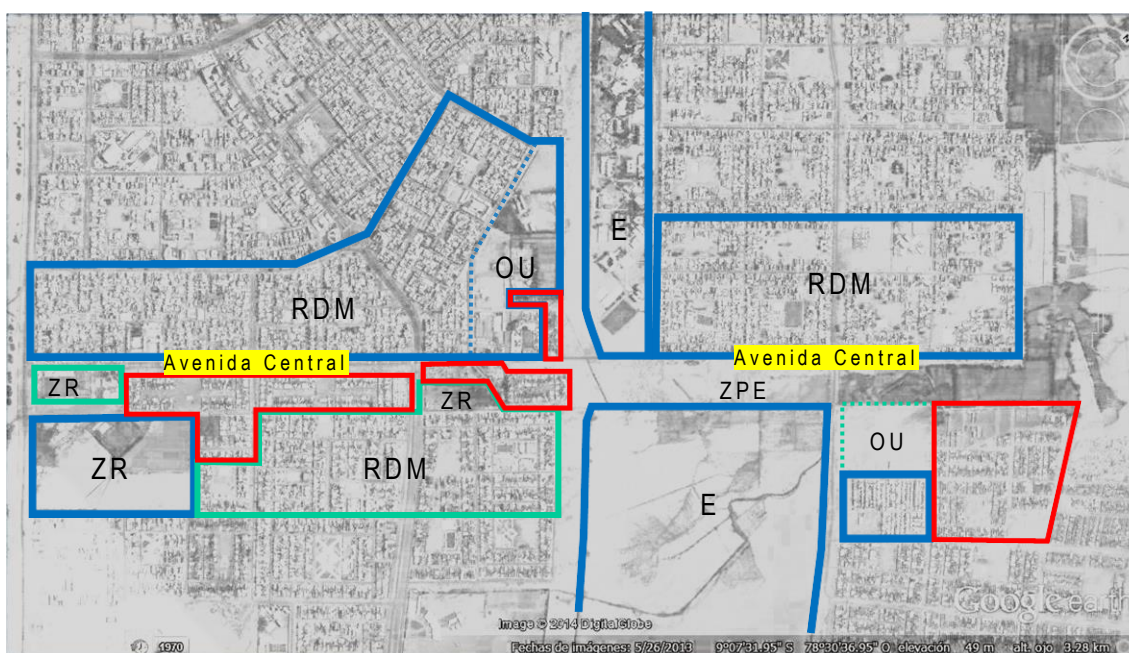 E
OU
RDM
RDM
Avenida Central
Avenida Central
ZR
ZR
ZPE
ZR
RDM
OU
E
Google earth
Image © 2014 DigitalGlobe
1970
Fechas de imágenes: 5/26/2013 9°07'31.95" S 78°30'36.95" O elevación 49 m alt. ojo 3.28 km